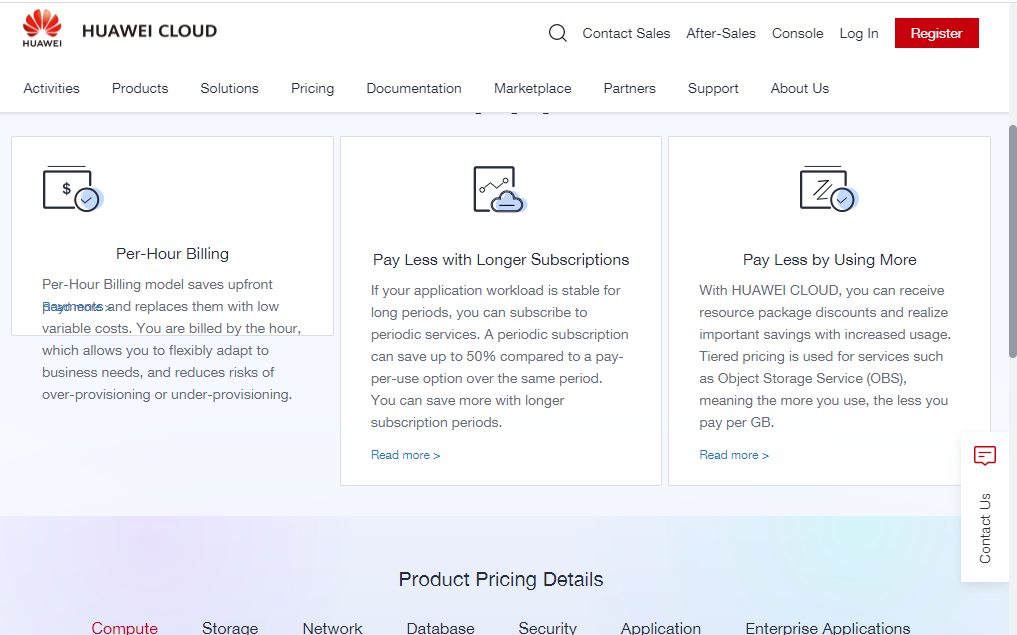 HUAWEI
HUAWEI CLOUD
Contact Sales
After-Sales
Console
Log In
Register
Activities
Products
Solutions
Pricing
Documentation
Marketplace
Partners
Support
About Us
$
Per-Hour Billing
Per-Hour Billing model saves upfront
payments and replaces them with low
Read more >
variable costs. You are billed by the hour,
which allows you to flexibly adapt to
business needs, and reduces risks of
over-provisioning or under-provisioning.
Pay Less with Longer Subscriptions
If your application workload is stable for
long periods, you can subscribe to
periodic services. A periodic subscription
can save up to 50% compared to a pay-
per-use option over the same period.
You can save more with longer
subscription periods.
Read more >
Pay Less by Using More
With HUAWEI CLOUD, you can receive
resource package discounts and realize
important savings with increased usage.
Tiered pricing is used for services such
as Object Storage Service (OBS),
meaning the more you use, the less you
pay per GB.
Read more >
Contact Us
Product Pricing Details
Compute
Storage
Network
Database
Security
Application
Enterprise Applications